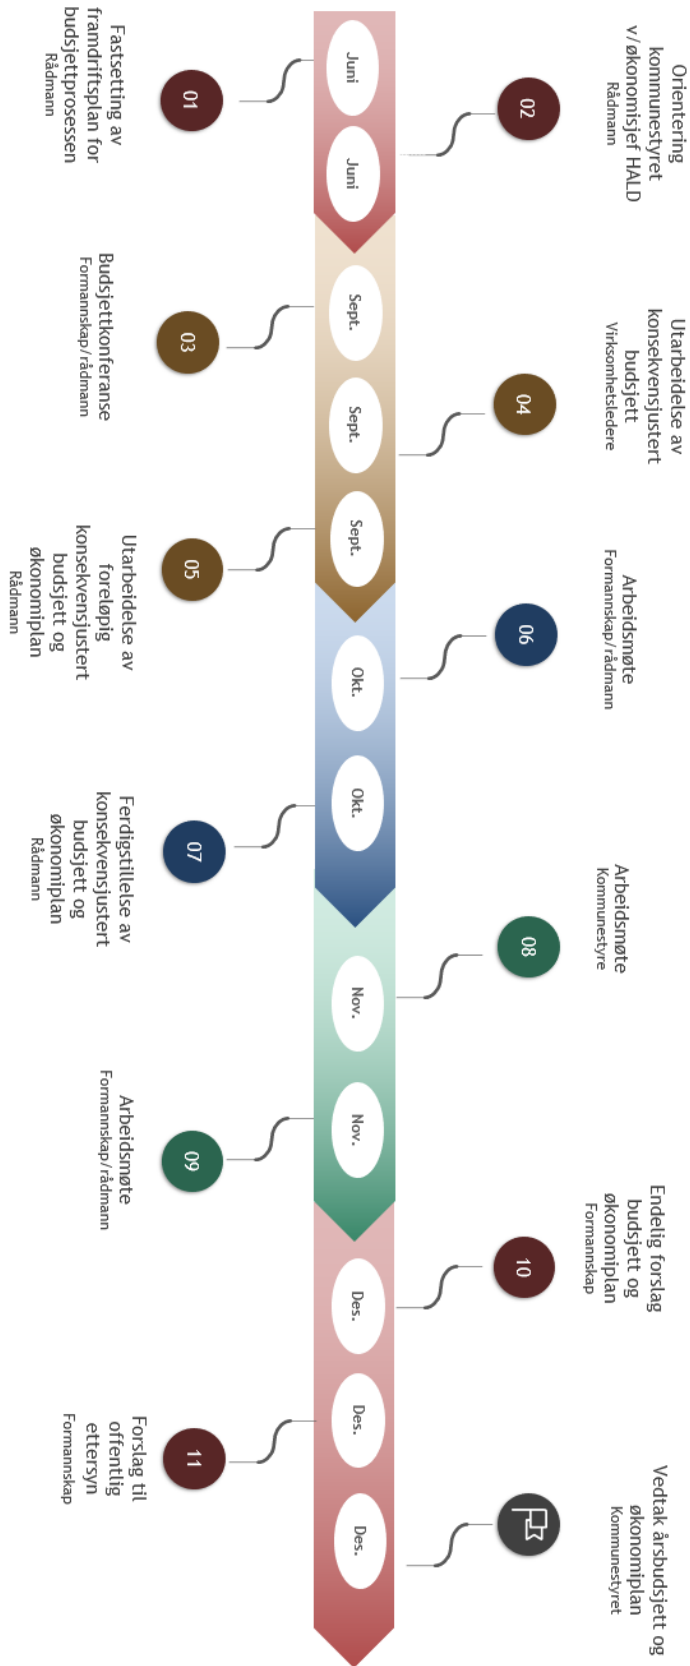 Orientering
kommunestyret
v/økonomisjef HALD
Rådmann
02
Utarbeidelse av
konsekvensjustert
budsjett
Virksomhetsledere
04
Arbeidsmøte
Formannskap/rådmann
06
Arbeidsmøte
Kommunestyre
08
Endelig forslag
budsjett og
økonomiplan
Formannskap
10
Vedtak årsbudsjett og
økonomiplan
Kommunestyret
Juni
Juni
Sept.
Sept.
Sept.
Okt.
Okt.
Nov.
Nov.
Des.
Des.
Des.
01
Fastsetting av
framdriftsplan for
budsjettprosessen
Rådmann
03
Budsjettkonferanse
Formannskap/rådmann
05
Utarbeidelse av
foreløpig
konsekvensjustert
budsjett og
økonomiplan
Rådmann
07
Ferdigstillelse av
konsekvensjustert
budsjett og
økonomiplan
Rådmann
09
Arbeidsmøte
Formannskap/rådmann
11
Forslag til
offentlig
ettersyn
Formannskap